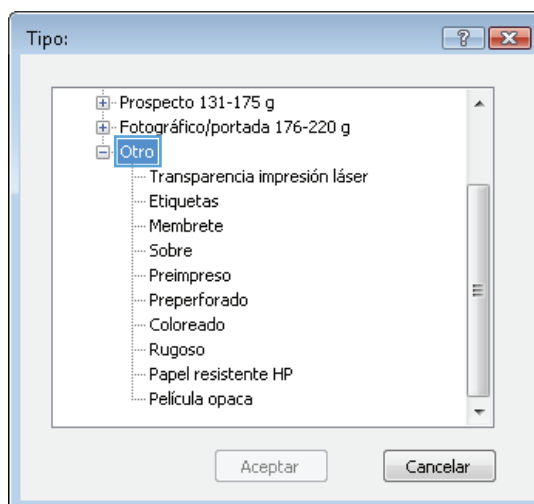 Tipo:
Prospecto 131-175 g
Fotográfico/portada 176-220 g
Otro
Transparencia impresión láser
Etiquetas
Membrete
Sobre
Preimpreso
Preperforado
Coloreado
Rugoso
Papel resistente HP
Película opaca
Aceptar Cancelar